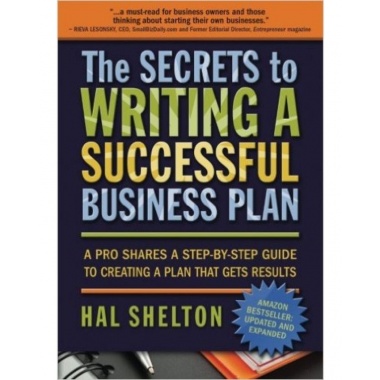 "...a must-read for business owners and those
thinking about starting their own businesses."
– RIEVA LESONSKY, CEO, SmallBizDaily.com and Former Editorial Director, Entrepreneur magazine
The SECRETS to
WRITING A
SUCCESSFUL
BUSINESS PLAN
A PRO SHARES A STEP-BY-STEP GUIDE
TO CREATING A PLAN THAT GETS RESULTS
HAL SHELTON
AMAZON
BESTSELLER:
UPDATED AND
EXPANDED